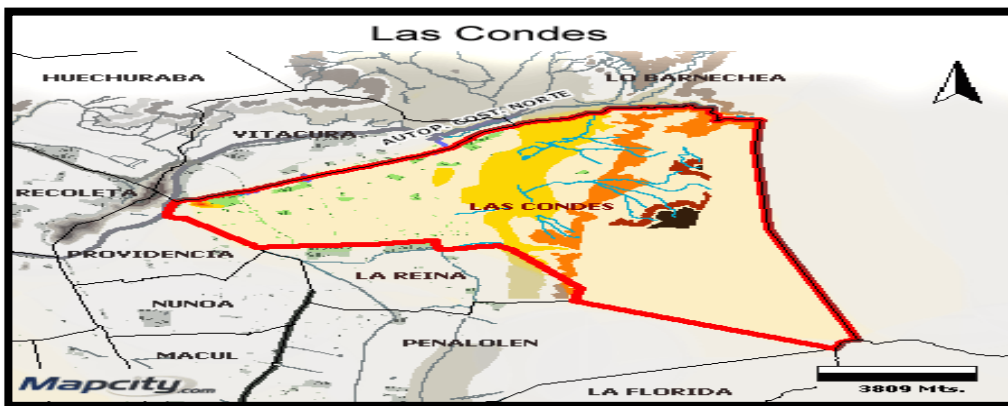 Las Condes
HUECHURABA
LO BARNECHEA
AUTOP. COST. NORTE
VITACURA
RECOLETA
LAS CONDES
PROVIDENCIA
LA REINA
NUNOA
PENALOLEN
MACUL
Mapcity.com
LA FLORIDA
3809 Mts.